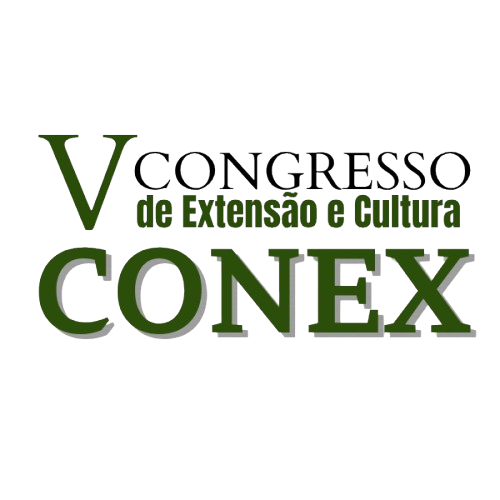 V CONGRESSO
de Extensão e Cultura
CONEX